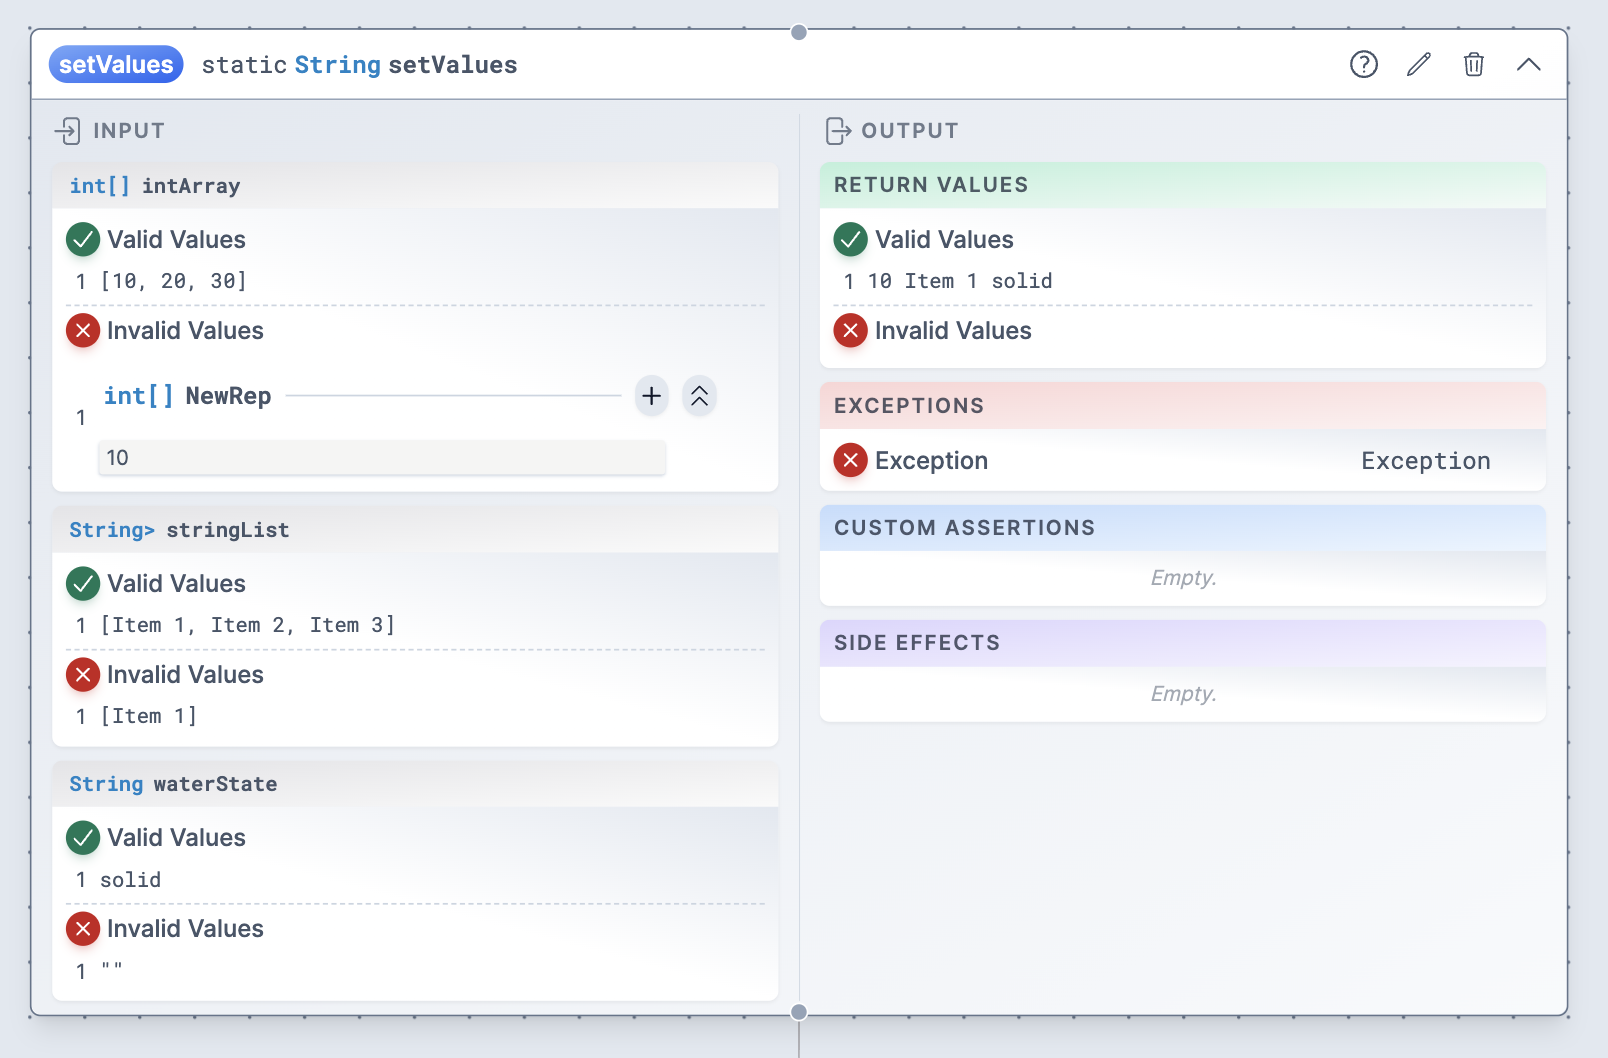 setValues static String setValues
INPUT
int[] intArray
Valid Values
1 [10, 20, 30]
Invalid Values
int[] NewRep
1
10
String> stringList
Valid Values
1 [Item 1, Item 2, Item 3]
Invalid Values
1 [Item 1]
String waterState
Valid Values
1 solid
Invalid Values
1 ""
OUTPUT
RETURN VALUES
Valid Values
1 10 Item 1 solid
Invalid Values
EXCEPTIONS
Exception Exception
CUSTOM ASSERTIONS
Empty.
SIDE EFFECTS
Empty.